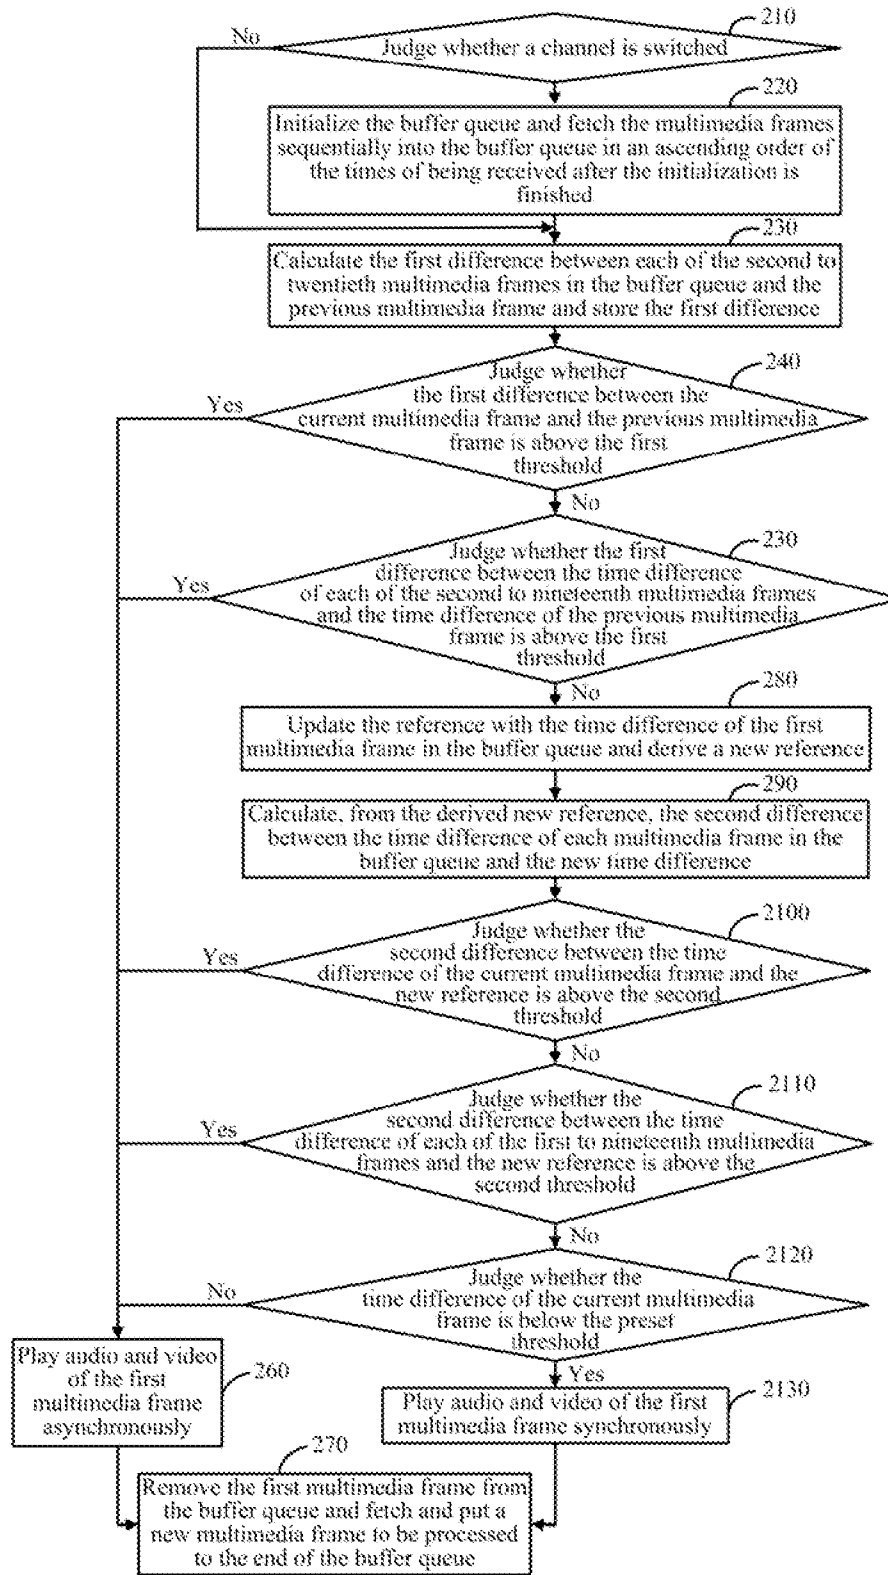 210
No
Judge whether a channel is switched
220
Initialize the buffer queue and fetch the multimedia frames
sequentially into the buffer queue in an ascending order of
the times of being received after the initialization is
finished
230
Calculate the first difference between each of the second to
twentieth multimedia frames in the buffer queue and the
previous multimedia frame and store the first difference
240
Judge whether
the first difference between the
current multimedia frame and the previous multimedia
frame is above the first
threshold
Yes
No
230
Judge whether the first
difference between the time difference
of each of the second to nineteenth multimedia frames
and the time difference of the previous multimedia
frame is above the first
threshold
Yes
No
280
Update the reference with the time difference of the first
multimedia frame in the buffer queue and derive a new reference
290
Calculate, from the derived new reference, the second difference
between the time difference of each multimedia frame in the
buffer queue and the new time difference
2100
Judge whether the
second difference between the time
difference of the current multimedia frame and the
new reference is above the second
threshold
Yes
No
2110
Judge whether the
second difference between the time
difference of each of the first to nineteenth multimedia
frames and the new reference is above the
second threshold
Yes
No
2120
Judge whether the
time difference of the current multimedia
frame is below the preset
threshold
No
Yes
Play audio and video
of the first
multimedia frame
asynchronously
260
Play audio and video of the first
multimedia frame synchronously
2130
270
Remove the first multimedia frame from
the buffer queue and fetch and put a
new multimedia frame to be processed
to the end of the buffer queue